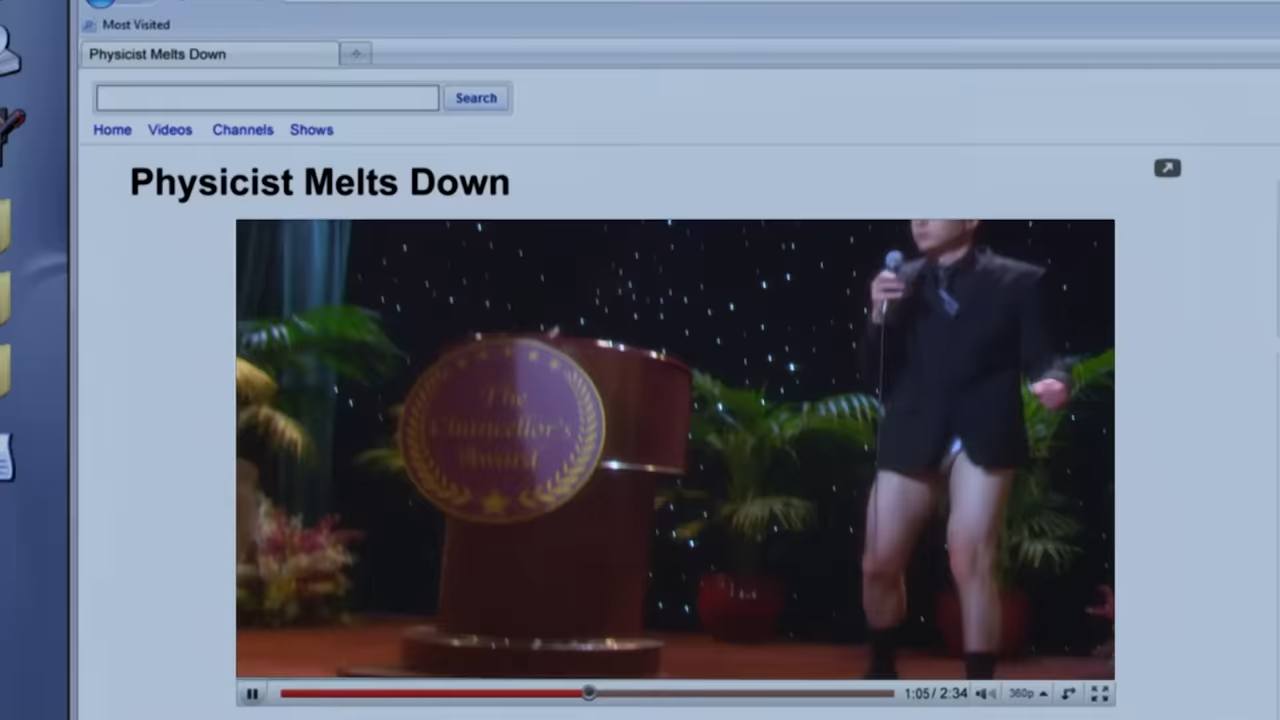 Most Visited
Physicist Melts Down
Search
Home Videos Channels Shows
Physicist Melts Down
The
Chancellor's
Award
1:05 / 2:34 360p